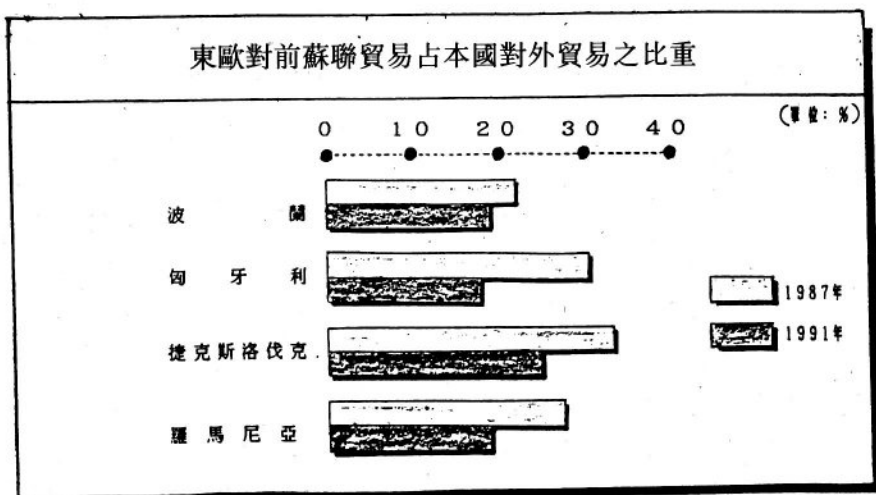 東歐對前蘇聯貿易占本國對外貿易之比重
(單位：%)
0 10 20 30 40
波蘭
匈牙利
1987年
1991年
捷克斯洛伐克
羅馬尼亞